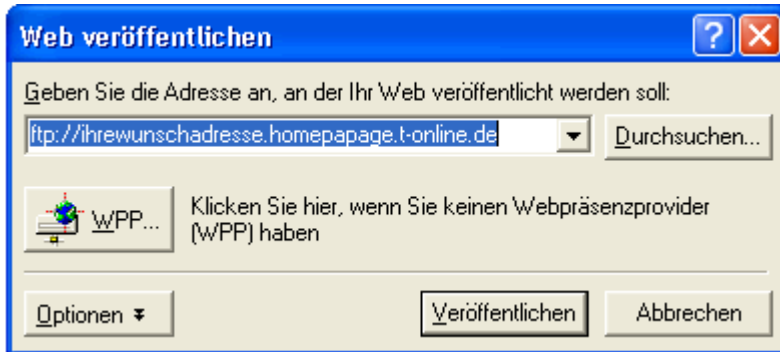 Web veröffentlichen
Geben Sie die Adresse an, an der Ihr Web veröffentlicht werden soll:
ftp://ihrewunschadresse.homepapage.t-online.de
Durchsuchen...
WPP...
Klicken Sie hier, wenn Sie keinen Webpräsenzprovider
(WPP) haben
Optionen
Veröffentlichen
Abbrechen